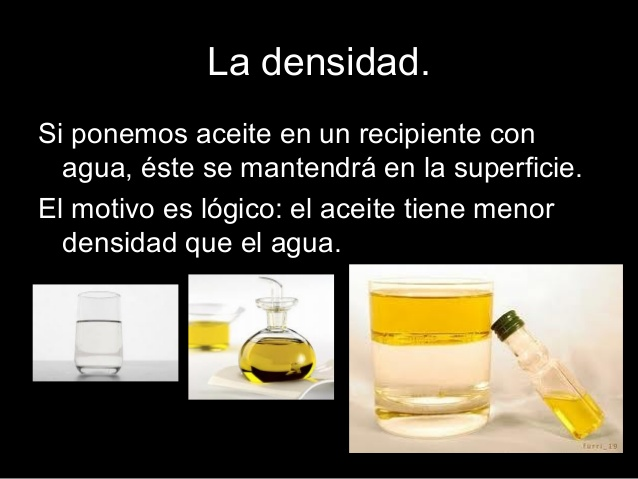 La densidad.
Si ponemos aceite en un recipiente con
agua, éste se mantendrá en la superficie.
El motivo es lógico: el aceite tiene menor
densidad que el agua.